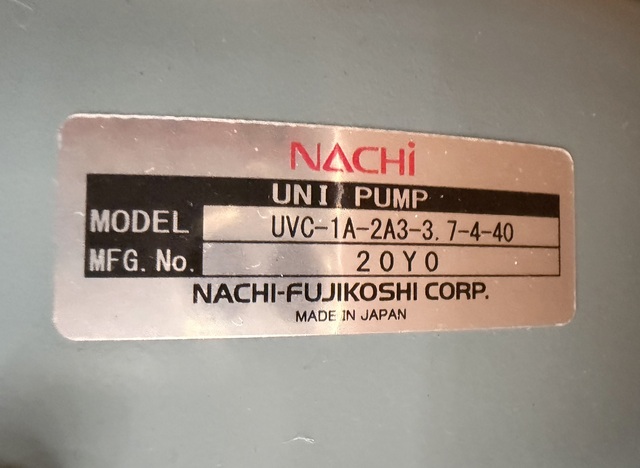 NACHi
UNI PUMP
MODEL UVC-1A-2A3-3.7-4-40
MFG. No. 20Y0
NACHI-FUJIKOSHI CORP.
MADE IN JAPAN